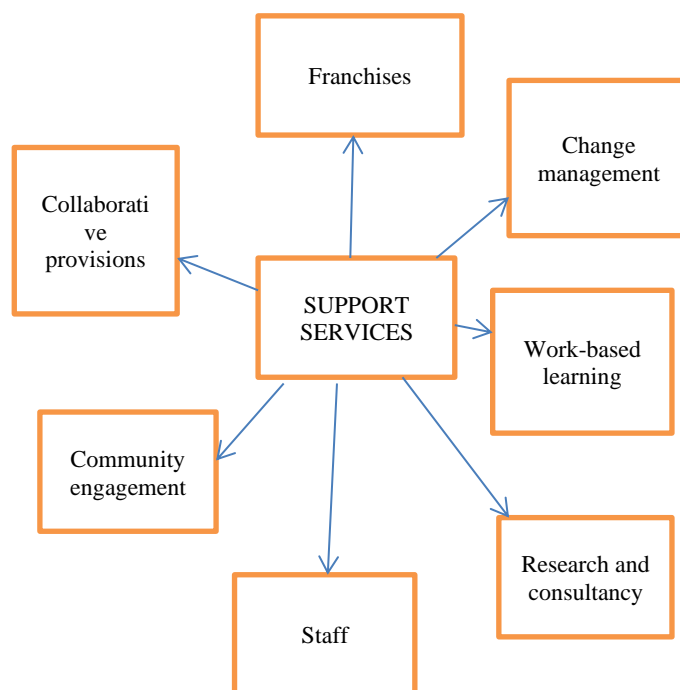 Franchises
Change
management
Collaborati
ve
provisions
SUPPORT
SERVICES
Work-based
learning
Community
engagement
Research and
consultancy
Staff